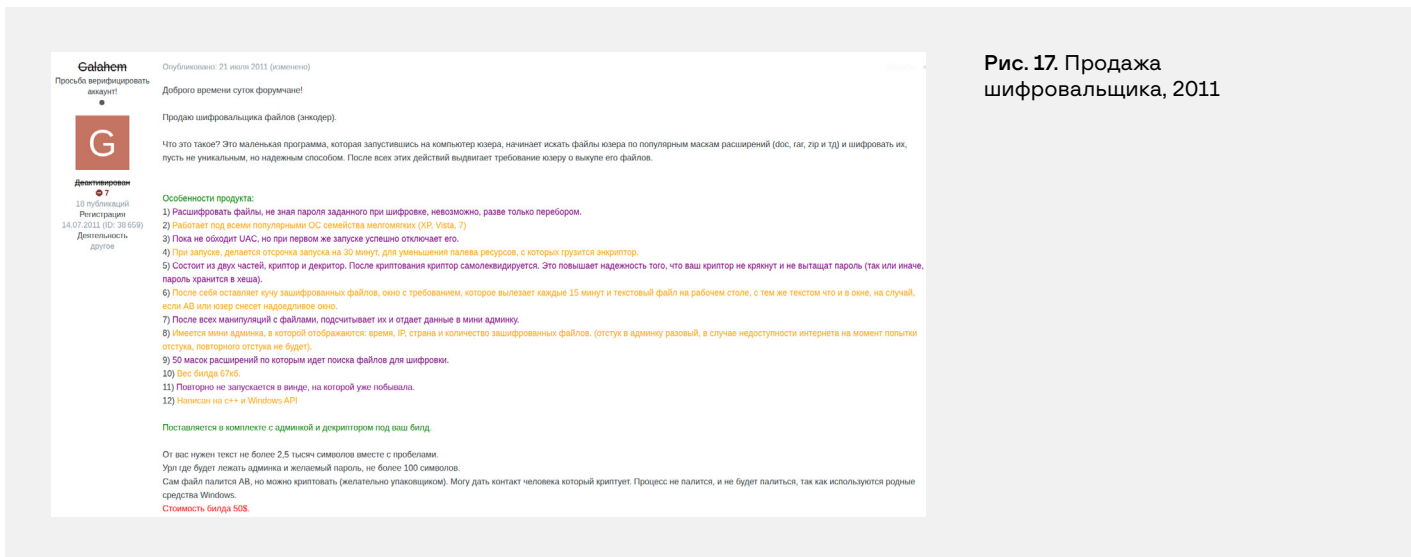 Galahem
Просьба верифицировать
аккаунт!
G
Деактивирован
7
18 публикаций
Регистрация
14.07.2011 (ID: 38 659)
Деятельность
другое
Опубликовано: 21 июля 2011 (изменено)
Доброго времени суток форумчане!
Продаю шифровальщика файлов (энкодер).
Что это такое? Это маленькая программа, которая запустившись на компьютер юзера, начинает искать файлы юзера по популярным маскам расширений (doc, rar, zip и тд) и шифровать их,
пусть не уникальным, но надежным способом. После всех этих действий выдвигает требование юзеру о выкупе его файлов.
Особенности продукта:
1) Расшифровать файлы, не зная пароля заданного при шифровке, невозможно, разве только перебором.
2) Работает под всеми популярными ОС семейства мелгомягких (XP, Vista, 7)
3) Пока не обходит UAC, но при первом же запуске успешно отключает его.
4) При запуске, делается отсрочка запуска на 30 минут, для уменьшения палева ресурсов, с которых грузится энкриптор.
5) Состоит из двух частей, криптор и декритор. После криптования криптор самолеквидируется. Это повышает надежность того, что ваш криптор не крякнут и не вытащат пароль (так или иначе,
пароль хранится в хеша).
6) После себя оставляет кучу зашифрованных файлов, окно с требованием, которое вылезает каждые 15 минут и текстовый файл на рабочем столе, с тем же текстом что и в окне, на случай,
если АВ или юзер снесет надоедливое окно.
7) После всех манипуляций с файлами, подсчитывает их и отдает данные в мини админку.
8) Имеется мини админка, в которой отображаются: время, IP, страна и количество зашифрованных файлов. (отстук в админку разовый, в случае недоступности интернета на момент попытки
отстука, повторного отстука не будет).
9) 50 масок расширений по которым идет поиска файлов для шифровки.
10) Вес билда 67кб.
11) Повторно не запускается в винде, на которой уже побывала.
12) Написан на c++ и Windows API
Поставляется в комплекте с админкой и декриптором под ваш билд.
От вас нужен текст не более 2,5 тысяч символов вместе с пробелами.
Урл где будет лежать админка и желаемый пароль, не более 100 символов.
Сам файл палится АВ, но можно криптовать (желательно упаковщиком). Могу дать контакт человека который криптует. Процесс не палится, и не будет палиться, так как используются родные
средства Windows.
Стоимость билда 50$.
Рис. 17. Продажа
шифровальщика, 2011